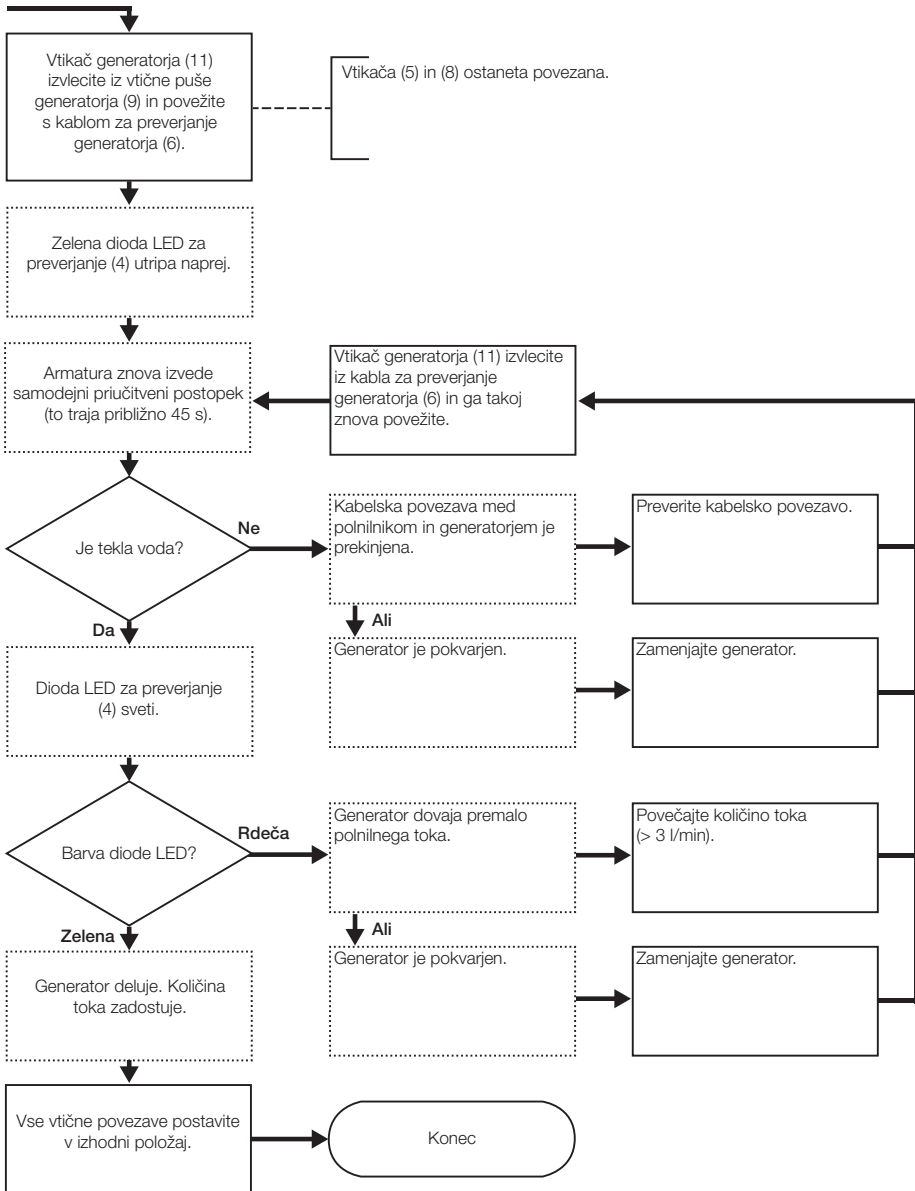 Vtikač generatorja (11)
izvlecite iz vtične puše
generatorja (9) in povežite
s kablom za preverjanje
generatorja (6).
Vtikača (5) in (8) ostaneta povezana.
Zelena dioda LED za
preverjanje (4) utripa naprej.
Armatura znova izvede
samodejni priučitveni postopek
(to traja približno 45 s).
Vtikač generatorja (11) izvlecite
iz kabla za preverjanje
generatorja (6) in ga takoj
znova povežite.
Je tekla voda?
Ne
Kabelska povezava med
polnilnikom in generatorjem je
prekinjena.
Preverite kabelsko povezavo.
Da
Ali
Generator je pokvarjen.
Zamenjajte generator.
Dioda LED za preverjanje
(4) sveti.
Barva diode LED?
Rdeča
Generator dovaja premalo
polnilnega toka.
Povečajte količino toka
(> 3 l/min).
Zelena
Ali
Generator je pokvarjen.
Zamenjajte generator.
Generator deluje. Količina
toka zadostuje.
Vse vtične povezave postavite
v izhodni položaj.
Konec